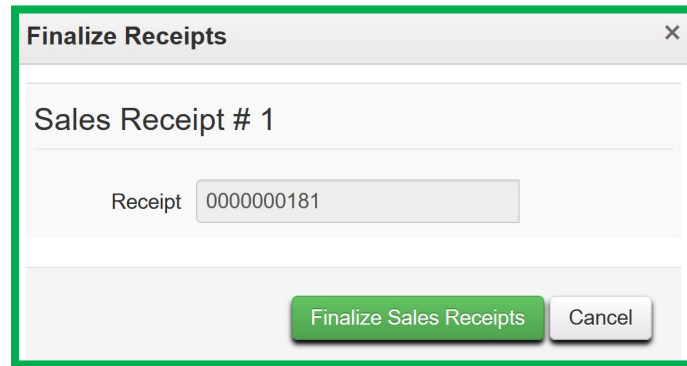 Finalize Receipts ×
Sales Receipt # 1
Receipt 0000000181
Finalize Sales Receipts Cancel